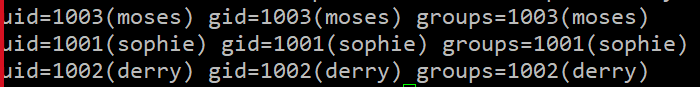 uid=1003(moses) gid=1003(moses) groups=1003(moses)
uid=1001(sophie) gid=1001(sophie) groups=1001(sophie)
uid=1002(derry) gid=1002(derry) groups=1002(derry)